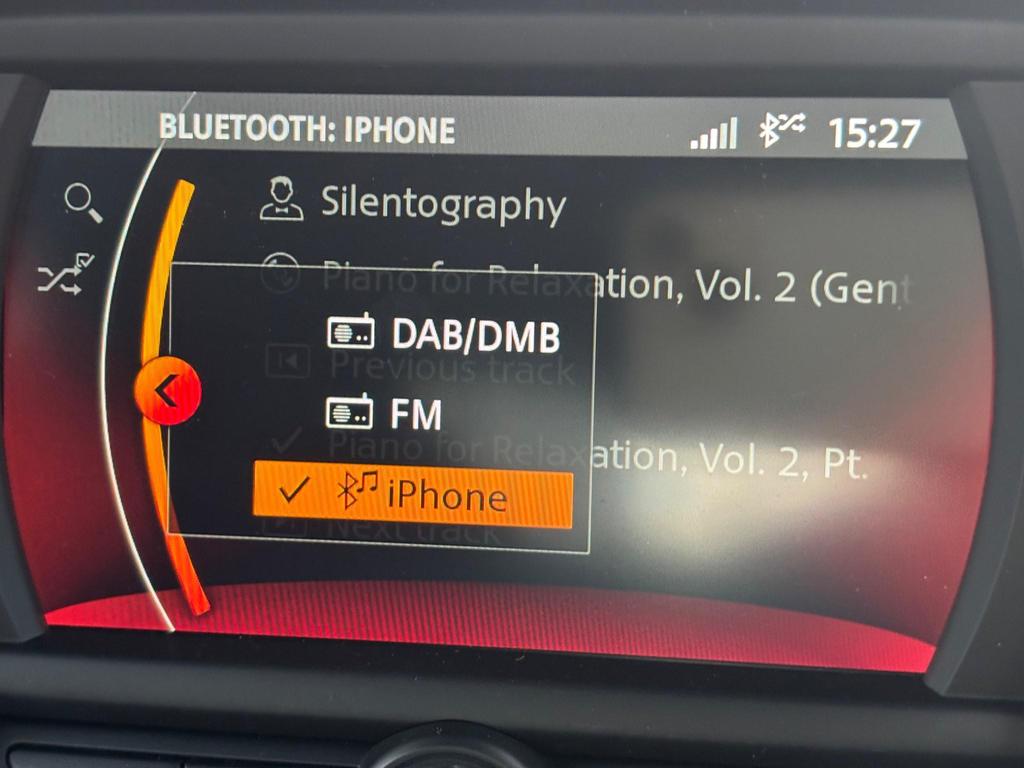 BLUETOOTH: IPHONE
15:27
Silentography
Piano for Relaxation, Vol. 2 (Gent
DAB/DMB
Previous track
FM
Piano for Relaxation, Vol. 2, Pt.
iPhone
Next track